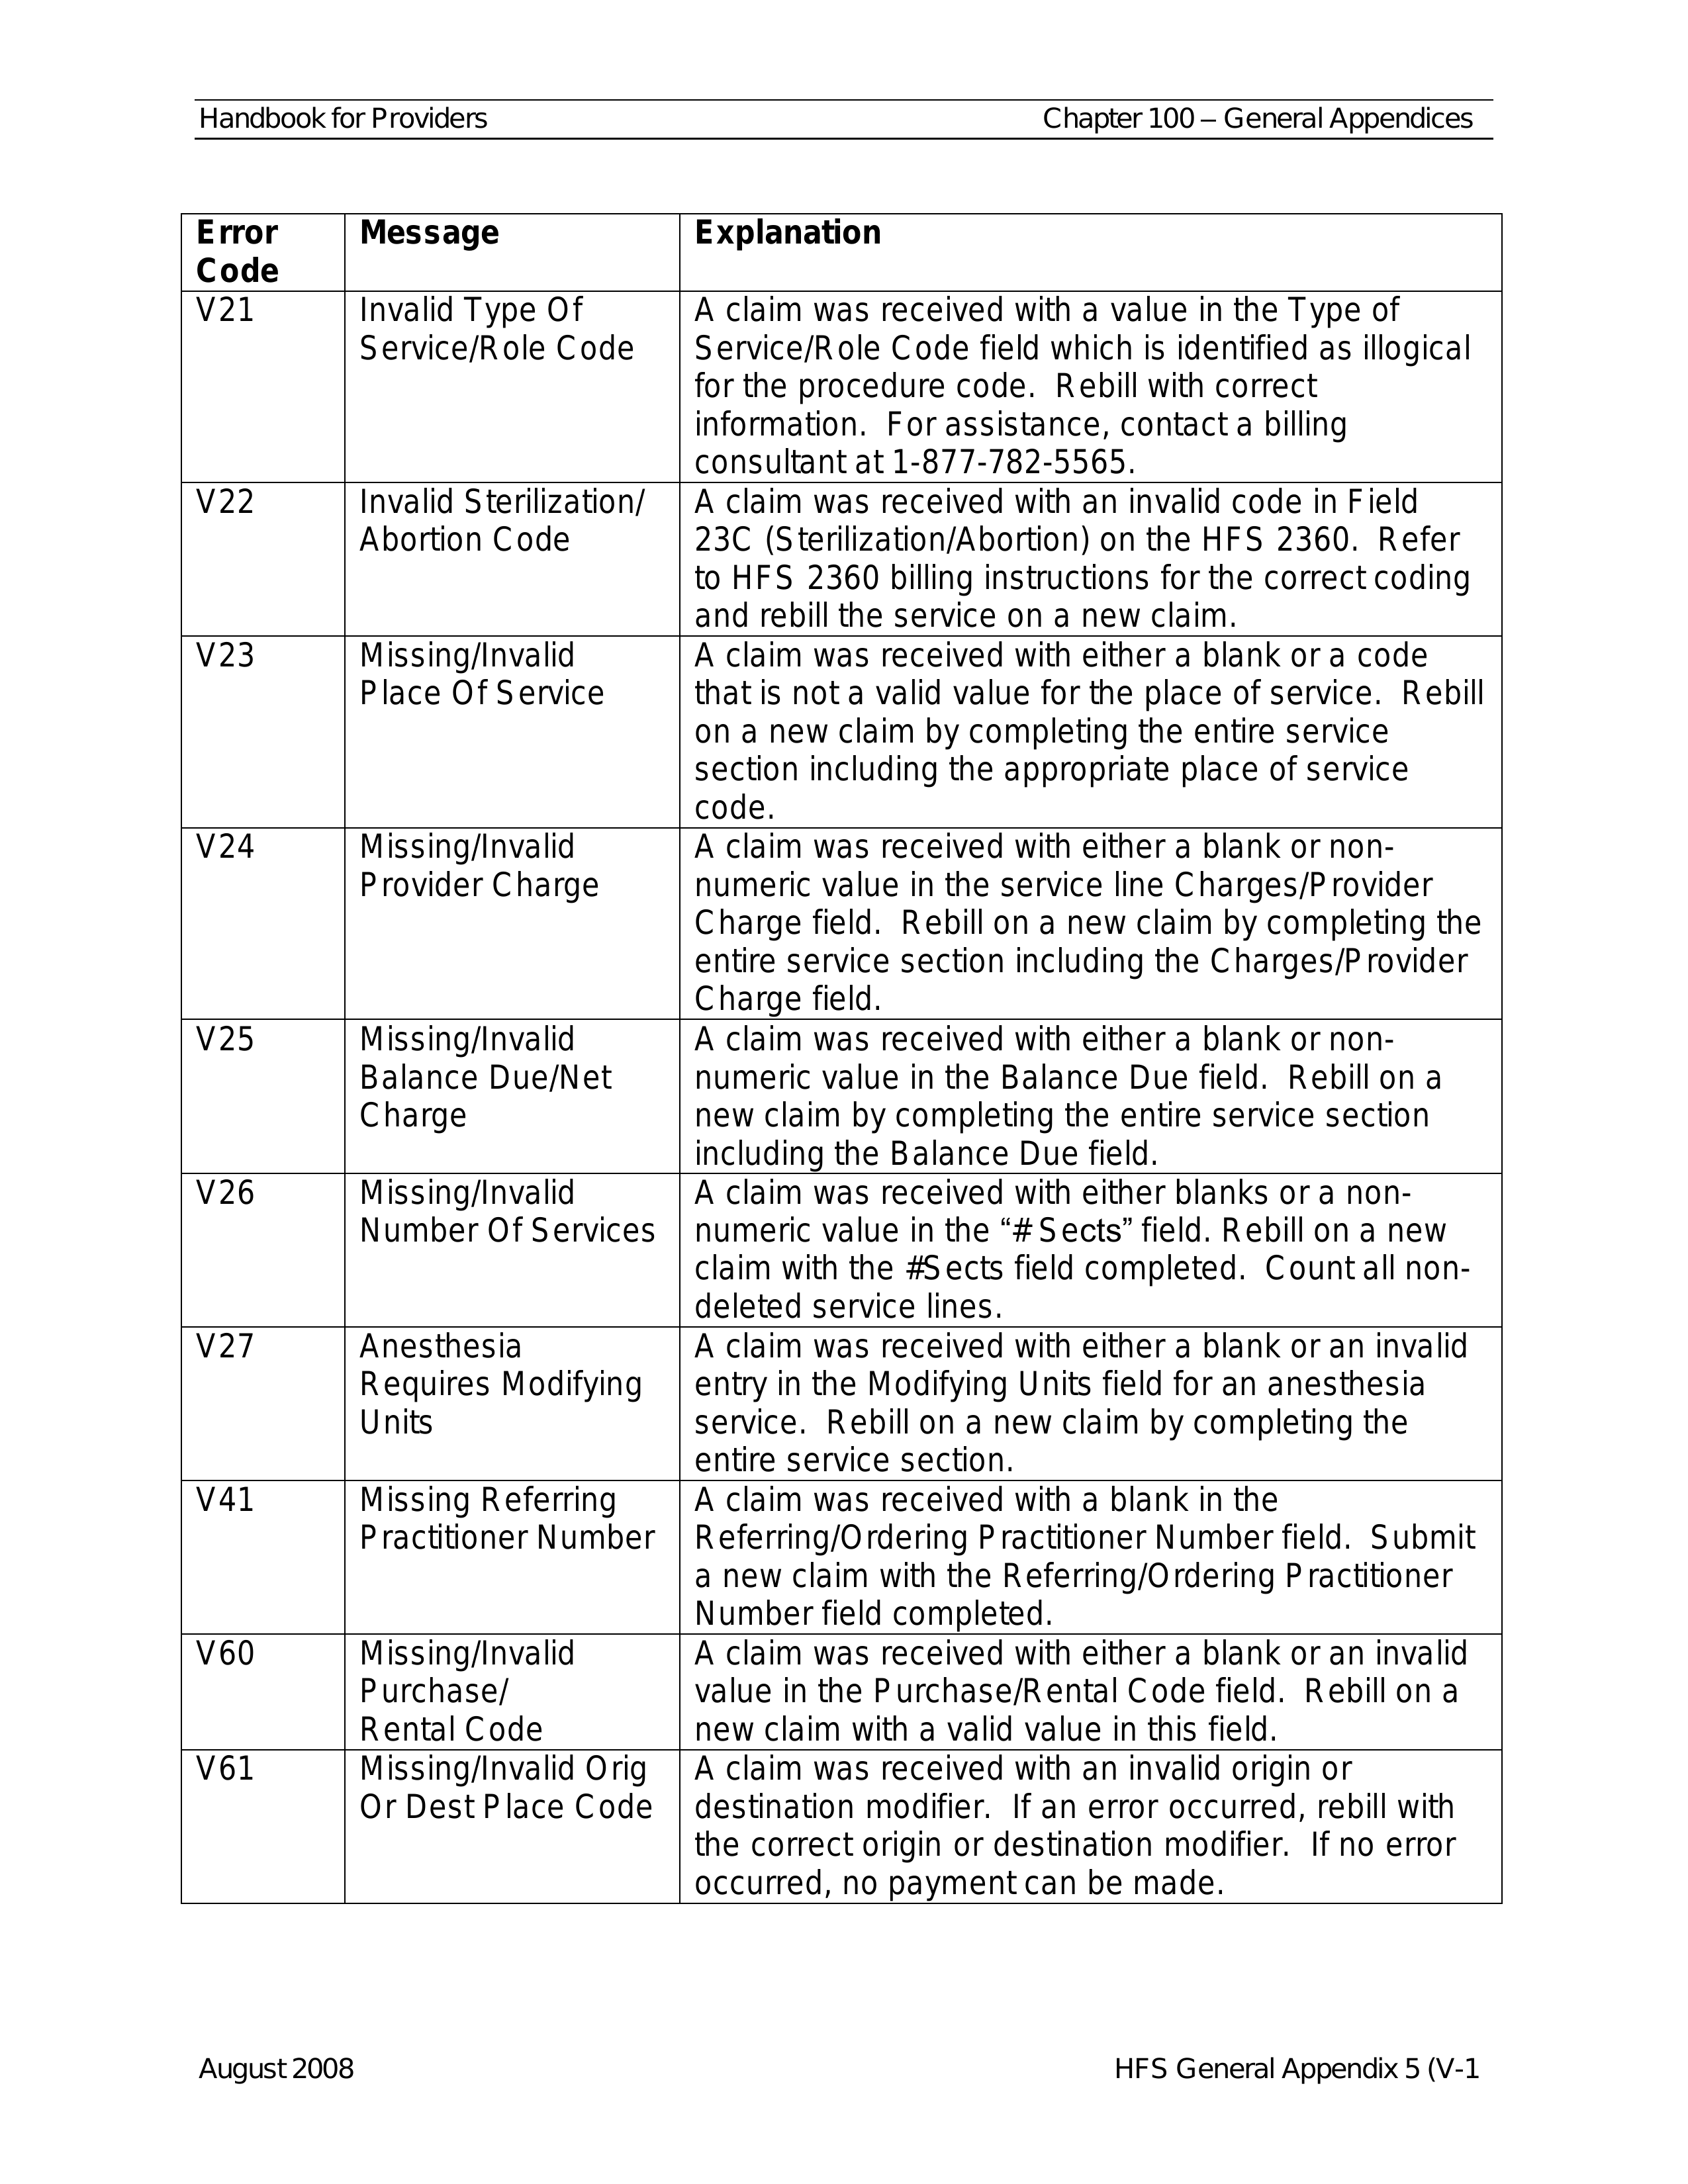 Handbook for Providers
Chapter 100 – General Appendices
Error
Code
Message
Explanation
V21
Invalid Type Of
Service/Role Code
A claim was received with a value in the Type of
Service/Role Code field which is identified as illogical
for the procedure code.  Rebill with correct
information.  For assistance, contact a billing
consultant at 1-877-782-5565.
V22
Invalid Sterilization/
Abortion Code
A claim was received with an invalid code in Field
23C (Sterilization/Abortion) on the HFS 2360.  Refer
to HFS 2360 billing instructions for the correct coding
and rebill the service on a new claim.
V23
Missing/Invalid
Place Of Service
A claim was received with either a blank or a code
that is not a valid value for the place of service.  Rebill
on a new claim by completing the entire service
section including the appropriate place of service
code.
V24
Missing/Invalid
Provider Charge
A claim was received with either a blank or non-
numeric value in the service line Charges/Provider
Charge field.  Rebill on a new claim by completing the
entire service section including the Charges/Provider
Charge field.
V25
Missing/Invalid
Balance Due/Net
Charge
A claim was received with either a blank or non-
numeric value in the Balance Due field.  Rebill on a
new claim by completing the entire service section
including the Balance Due field.
V26
Missing/Invalid
Number Of Services
A claim was received with either blanks or a non-
numeric value in the “# Sects” field. Rebill on a new
claim with the #Sects field completed.  Count all non-
deleted service lines.
V27
Anesthesia
Requires Modifying
Units
A claim was received with either a blank or an invalid
entry in the Modifying Units field for an anesthesia
service.  Rebill on a new claim by completing the
entire service section.
V41
Missing Referring
Practitioner Number
A claim was received with a blank in the
Referring/Ordering Practitioner Number field.  Submit
a new claim with the Referring/Ordering Practitioner
Number field completed.
V60
Missing/Invalid
Purchase/
Rental Code
A claim was received with either a blank or an invalid
value in the Purchase/Rental Code field.  Rebill on a
new claim with a valid value in this field.
V61
Missing/Invalid Orig
Or Dest Place Code
A claim was received with an invalid origin or
destination modifier.  If an error occurred, rebill with
the correct origin or destination modifier.  If no error
occurred, no payment can be made.
August 2008
HFS General Appendix 5 (V-1